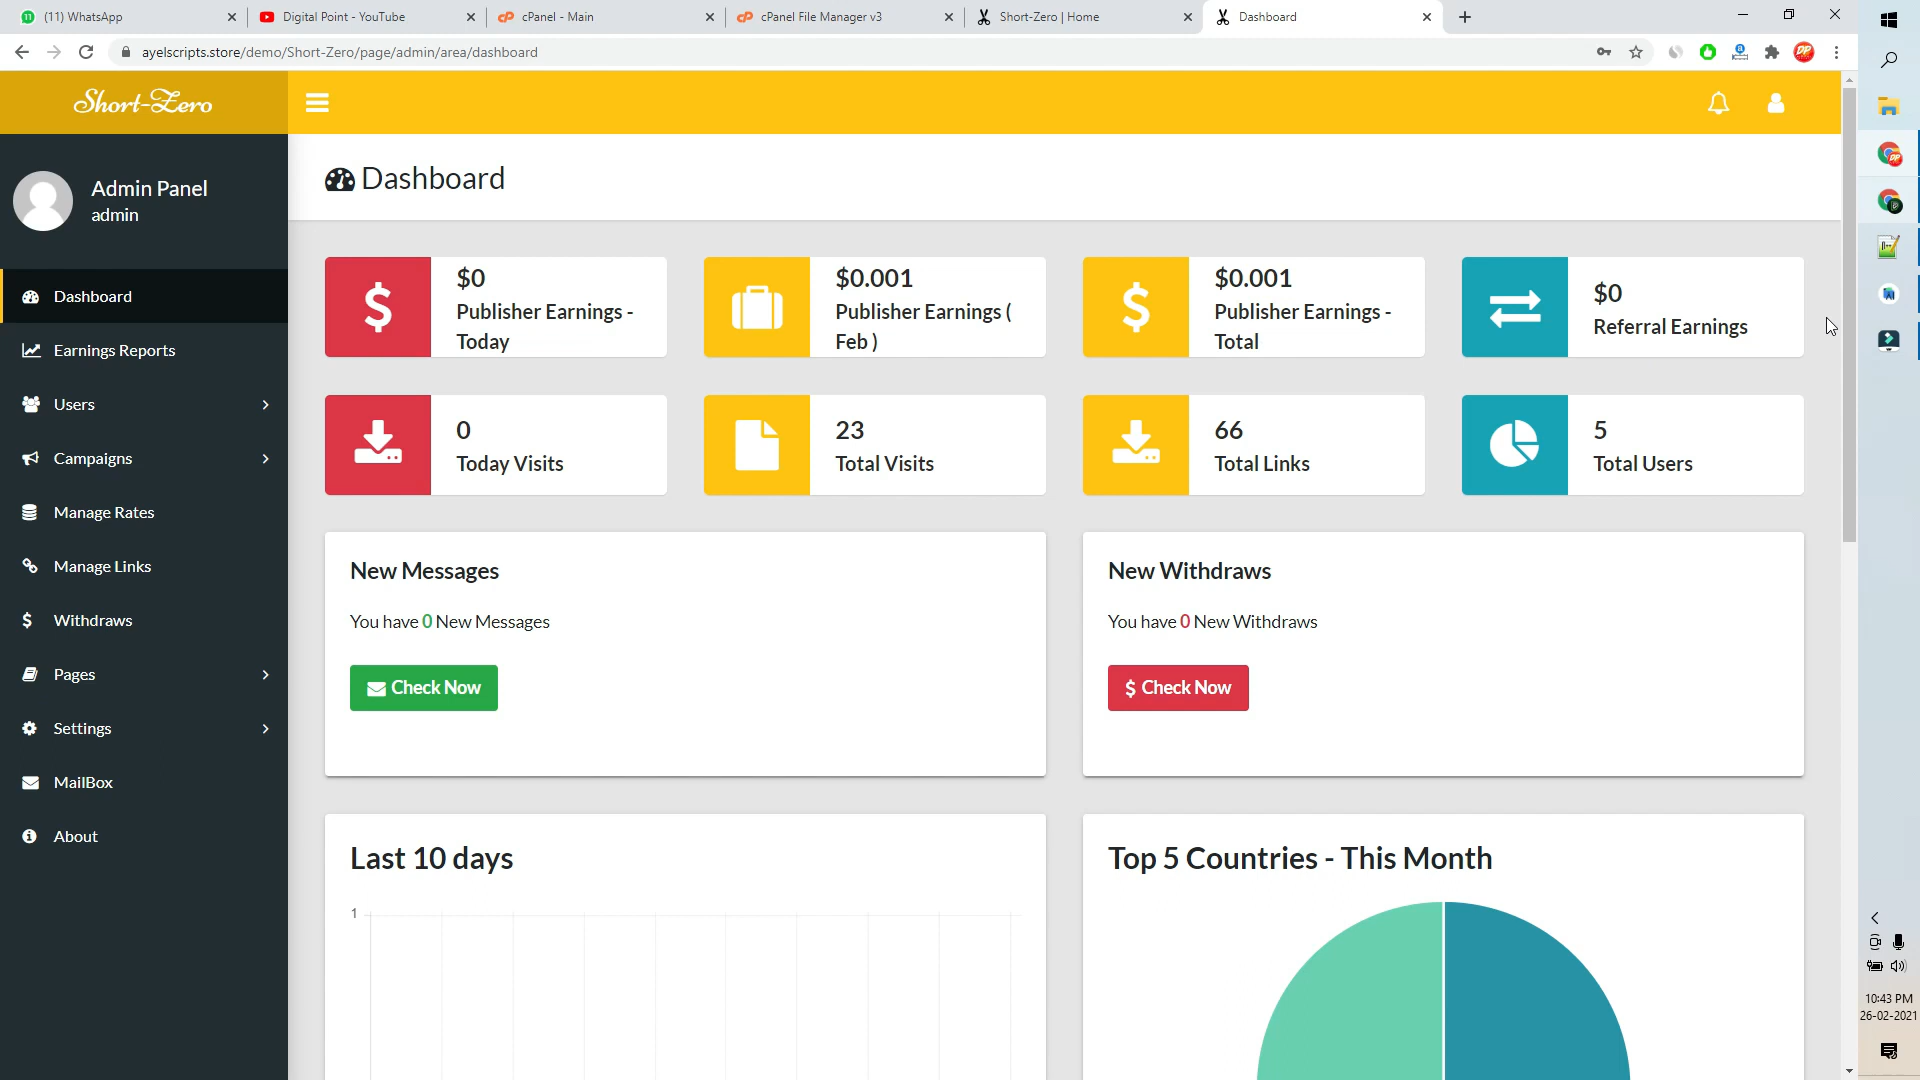 (11) WhatsApp
Digital Point - YouTube
cPanel - Main
cPanel File Manager v3
Short-Zero | Home
Dashboard
ayelscripts.store/demo/Short-Zero/page/admin/area/dashboard
Short-Zero
Admin Panel
admin
Dashboard
Earnings Reports
Users
Campaigns
Manage Rates
Manage Links
Withdraws
Pages
Settings
MailBox
About
Dashboard
$0
Publisher Earnings -
Today
$0.001
Publisher Earnings (
Feb )
$0.001
Publisher Earnings -
Total
$0
Referral Earnings
0
Today Visits
23
Total Visits
66
Total Links
5
Total Users
New Messages
You have 0 New Messages
Check Now
New Withdraws
You have 0 New Withdraws
$ Check Now
Last 10 days
1
Top 5 Countries - This Month
10:43 PM
26-02-2021